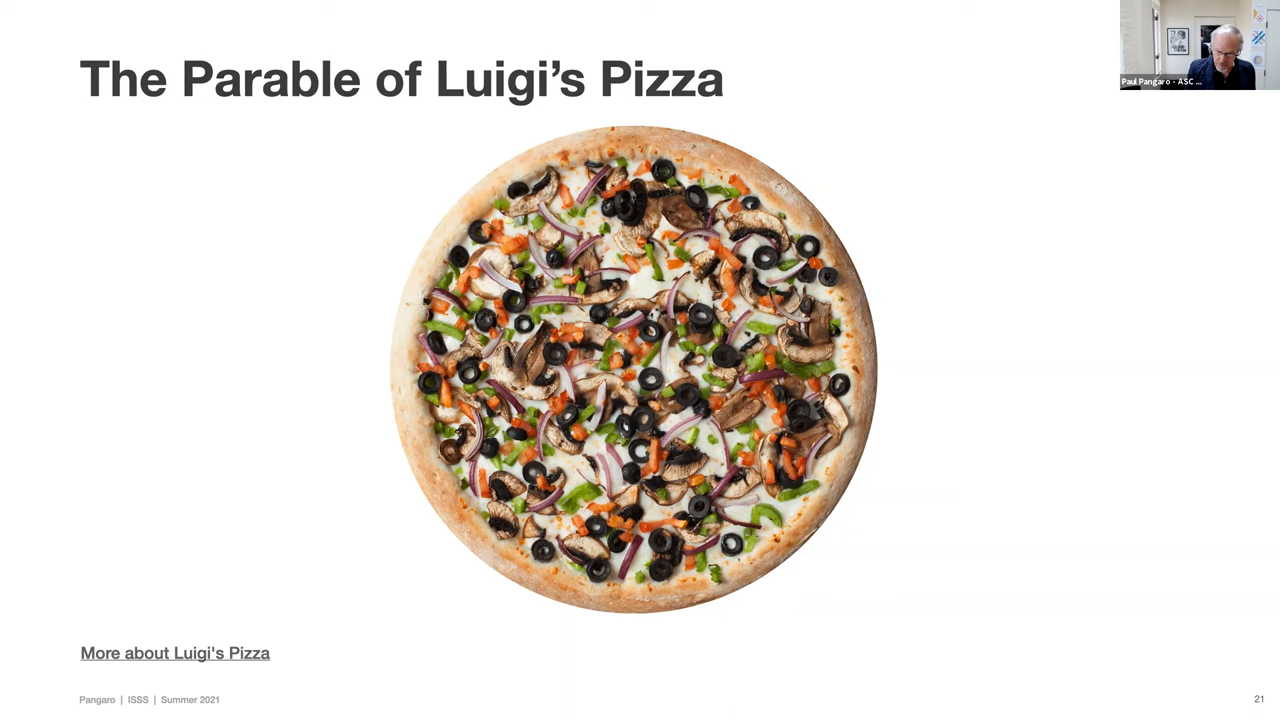 The Parable of Luigi's Pizza
Paul Pangaro - ASC ...
More about Luigi's Pizza
Pangaro | ISSS | Summer 2021
21